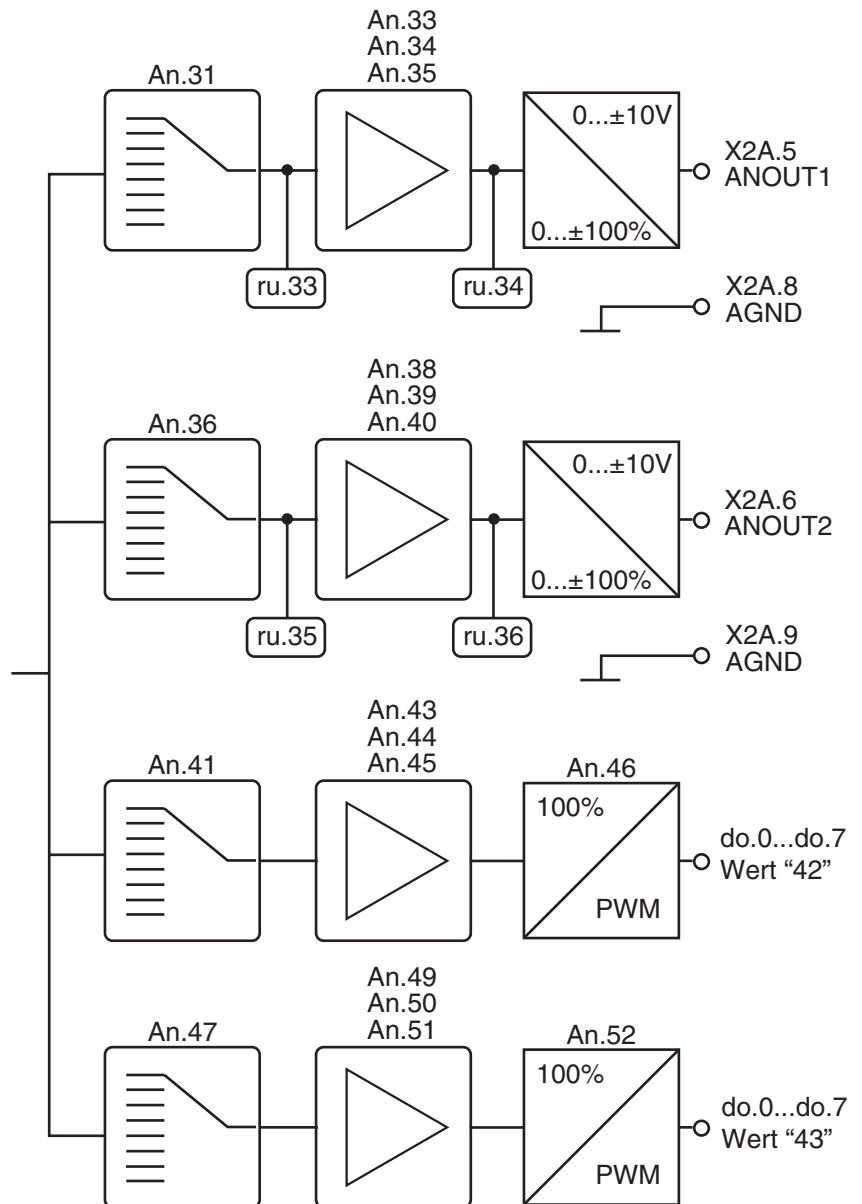 An.33
An.34
An.35
An.31
0...±10V
0...±100%
X2A.5
ANOUT1
ru.33
ru.34
X2A.8
AGND
An.38
An.39
An.40
An.36
0...±10V
0...±100%
X2A.6
ANOUT2
ru.35
ru.36
X2A.9
AGND
An.43
An.44
An.45
An.41
An.46
100%
PWM
do.0...do.7
Wert “42”
An.49
An.50
An.51
An.47
An.52
100%
PWM
do.0...do.7
Wert “43”